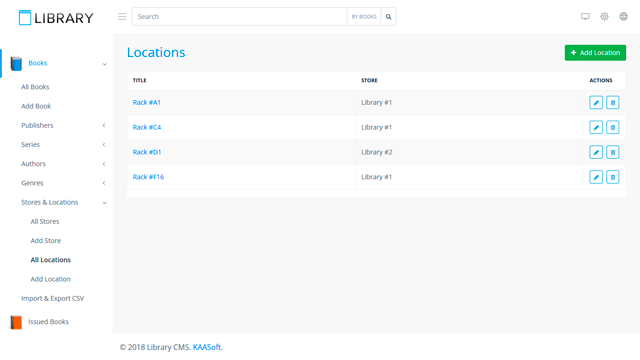 LIBRARY
Search
BY BOOKS
Books
All Books
Add Book
Publishers
Series
Authors
Genres
Stores & Locations
All Stores
Add Store
All Locations
Add Location
Import & Export CSV
Issued Books
Locations
Add Location
TITLE STORE ACTIONS
Rack #A1 Library #1
Rack #C4 Library #1
Rack #D1 Library #2
Rack #F16 Library #1
© 2018 Library CMS. KAASoft.